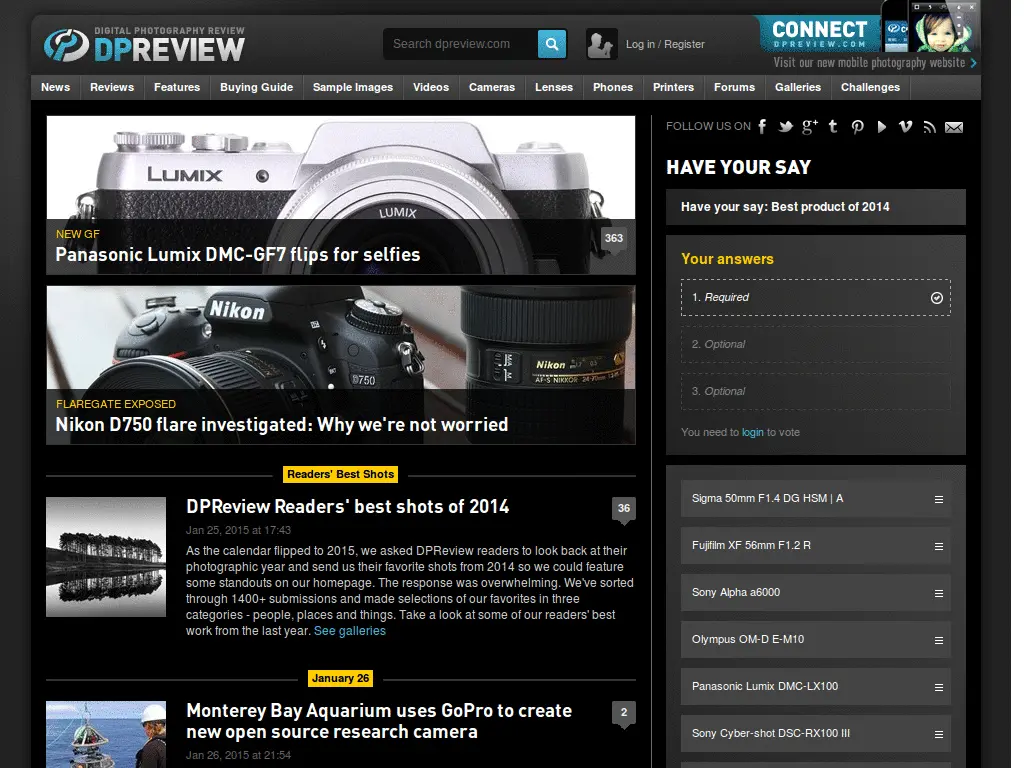 DIGITAL PHOTOGRAPHY REVIEW
DPREVIEW
Search dpreview.com
Log in / Register
CONNECT
DPREVIEW.COM
Visit our new mobile photography website
News Reviews Features Buying Guide Sample Images Videos Cameras Lenses Phones Printers Forums Galleries Challenges
LUMIX
LUMIX
NEW GF
Panasonic Lumix DMC-GF7 flips for selfies
363
Nikon
D750
Nikon
AF-S NIKKOR 24-70mm
FLAREGATE EXPOSED
Nikon D750 flare investigated: Why we're not worried
Readers' Best Shots
DPReview Readers' best shots of 2014
36
Jan 25, 2015 at 17:43
As the calendar flipped to 2015, we asked DPReview readers to look back at their
photographic year and send us their favorite shots from 2014 so we could feature
some standouts on our homepage. The response was overwhelming. We've sorted
through 1400+ submissions and made selections of our favorites in three
categories - people, places and things. Take a look at some of our readers' best
work from the last year. See galleries
January 26
Monterey Bay Aquarium uses GoPro to create
new open source research camera
2
Jan 26, 2015 at 21:54
FOLLOW US ON
HAVE YOUR SAY
Have your say: Best product of 2014
Your answers
1. Required
2. Optional
3. Optional
You need to login to vote
Sigma 50mm F1.4 DG HSM | A
Fujifilm XF 56mm F1.2 R
Sony Alpha a6000
Olympus OM-D E-M10
Panasonic Lumix DMC-LX100
Sony Cyber-shot DSC-RX100 III